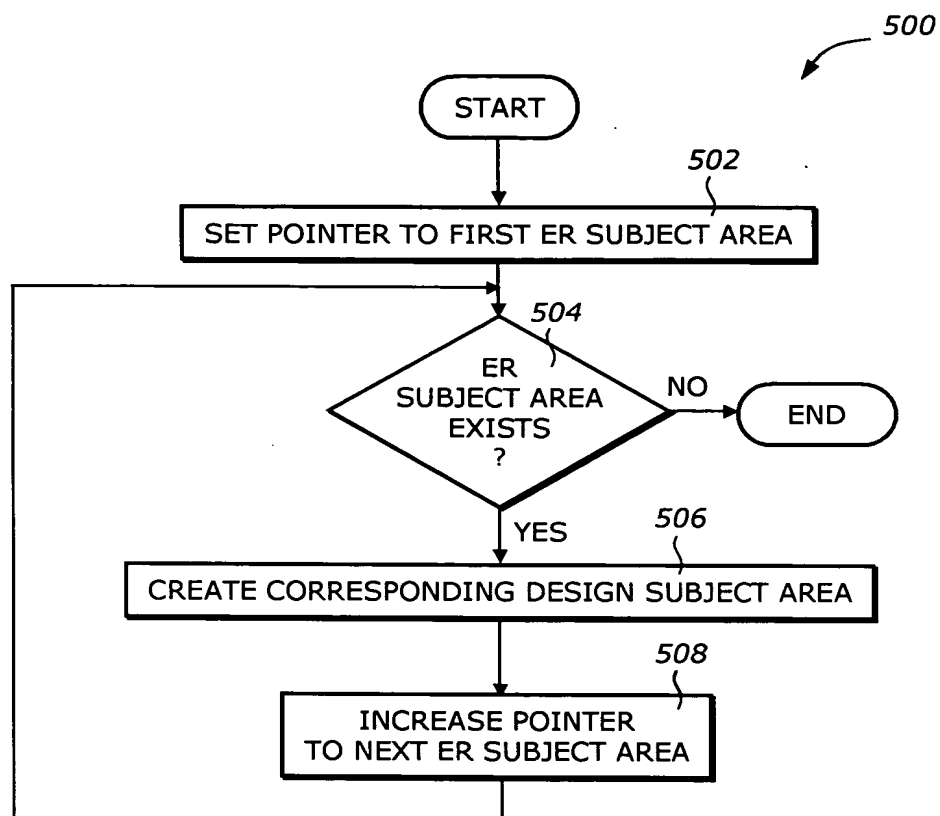 500
START
502
SET POINTER TO FIRST ER SUBJECT AREA
504
ER
SUBJECT AREA
EXISTS
?
NO
END
YES
506
CREATE CORRESPONDING DESIGN SUBJECT AREA
508
INCREASE POINTER
TO NEXT ER SUBJECT AREA